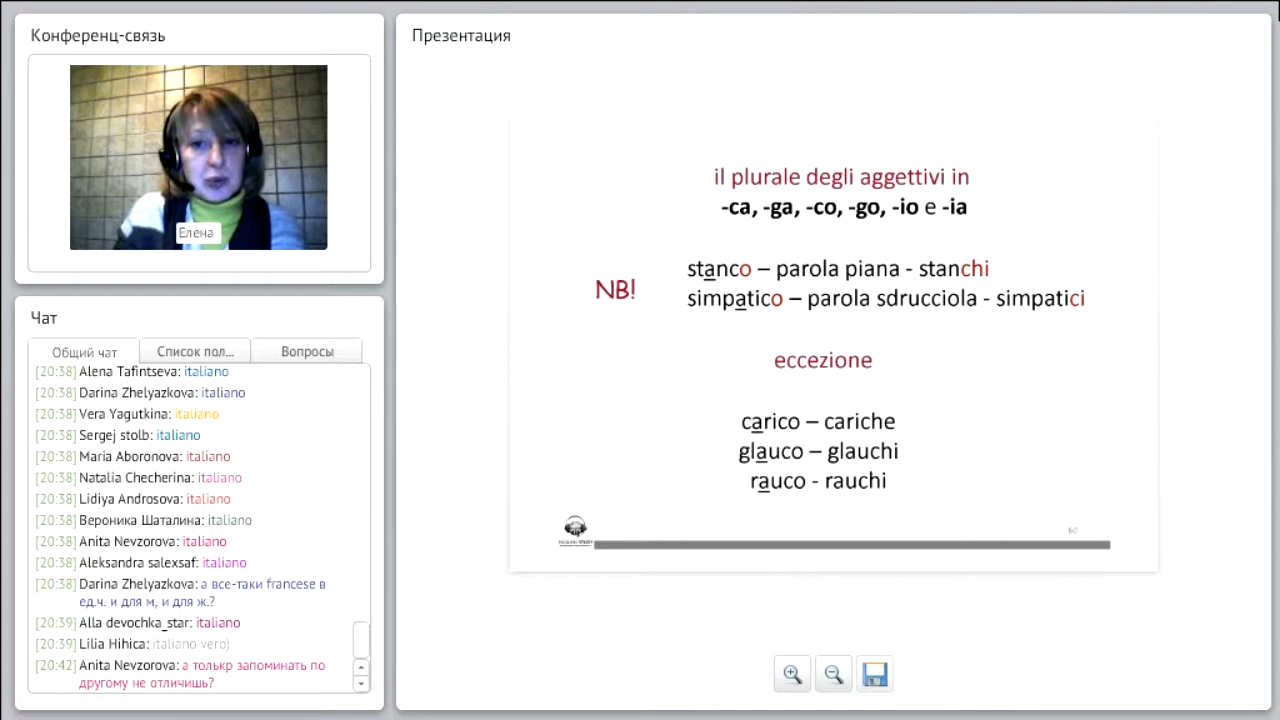 Конференц-связь
Елена
Чат
Общий чат
Список пол...
Вопросы
[20:38] Alena Tafintseva: italiano
[20:38] Darina Zhelyazkova: italiano
[20:38] Vera Yagutkina: italiano
[20:38] Sergej stolb: italiano
[20:38] Maria Aboronova: italiano
[20:38] Natalia Checherina: italiano
[20:38] Lidiya Androsova: italiano
[20:38] Вероника Шаталина: italiano
[20:38] Anita Nevzorova: italiano
[20:38] Aleksandra salexsaf: italiano
[20:38] Darina Zhelyazkova: а все-таки francese в
ед.ч. и для м, и для ж.?
[20:39] Alla devochka_star: italiano
[20:39] Lilia Hihica: italiano vero)
[20:42] Anita Nevzorova: а толькр запоминать по
другому не отличишь?
Презентация
il plurale degli aggettivi in
-ca, -ga, -co, -go, -io e -ia
NB!
stanco – parola piana - stanchi
simpatico – parola sdrucciola - simpatici
eccezione
carico – cariche
glauco – glauchi
rauco - rauchi
60